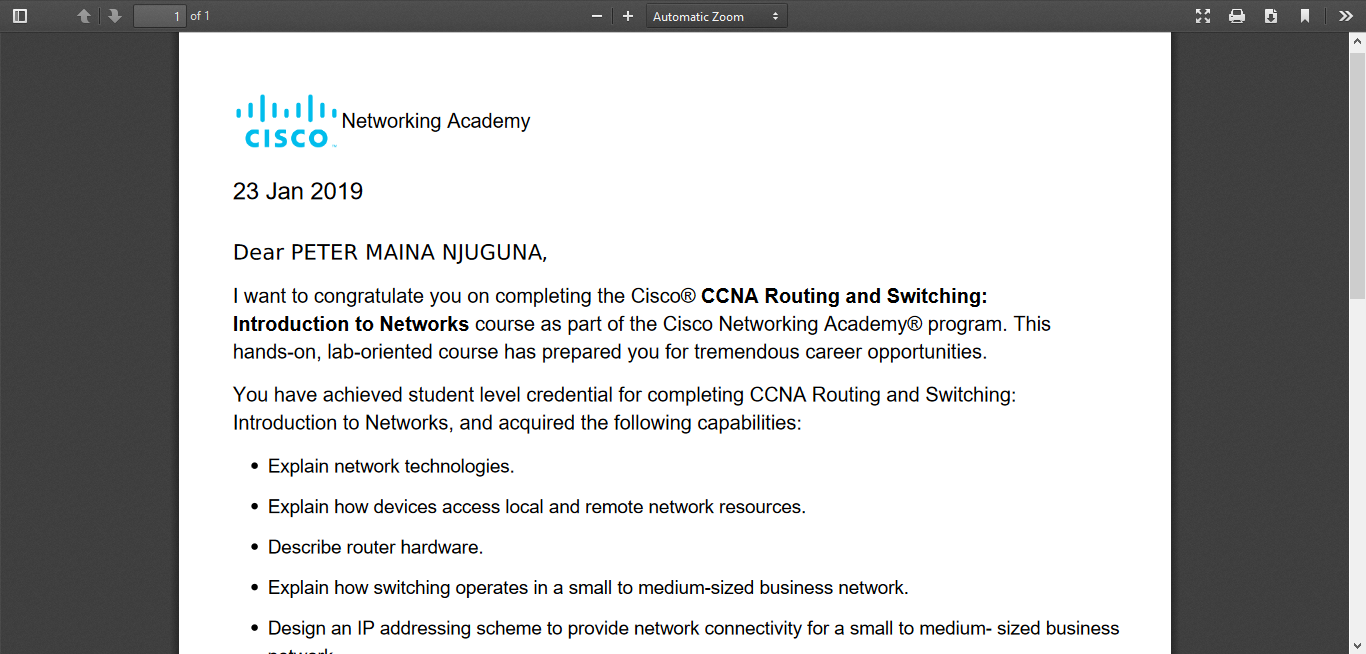 1 of 1
Automatic Zoom
CISCO Networking Academy
23 Jan 2019
Dear PETER MAINA NJUGUNA,
I want to congratulate you on completing the Cisco® CCNA Routing and Switching:
Introduction to Networks course as part of the Cisco Networking Academy® program. This
hands-on, lab-oriented course has prepared you for tremendous career opportunities.
You have achieved student level credential for completing CCNA Routing and Switching:
Introduction to Networks, and acquired the following capabilities:
• Explain network technologies.
• Explain how devices access local and remote network resources.
• Describe router hardware.
• Explain how switching operates in a small to medium-sized business network.
• Design an IP addressing scheme to provide network connectivity for a small to medium- sized business